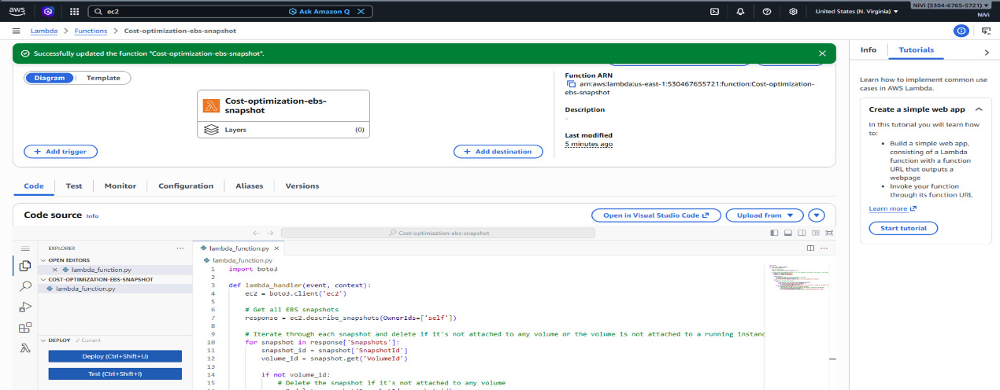 aws
ec2
Ask Amazon Q
United States (N. Virginia)
NiVi (5304-6765-5721)
NiVi
Lambda > Functions > Cost-optimization-ebs-snapshot
Successfully updated the function "Cost-optimization-ebs-snapshot".
Diagram | Template
Cost-optimization-ebs-
snapshot
Layers (0)
+ Add trigger
+ Add destination
Function ARN
arn:aws:lambda:us-east-1:530467655721:function:Cost-optimization-
ebs-snapshot
Description
-
Last modified
5 minutes ago
Info Tutorials
Learn how to implement common use
cases in AWS Lambda.
Create a simple web app
In this tutorial you will learn how
to:
• Build a simple web app,
consisting of a Lambda
function with a function
URL that outputs a
webpage
• Invoke your function
through its function URL
Learn more
Start tutorial
Code Test Monitor Configuration Aliases Versions
Code source Info
Open in Visual Studio Code
Upload from
Cost-optimization-ebs-snapshot
EXPLORER
OPEN EDITORS
lambda_function.py
COST-OPTIMIZATION-EBS-SNAPSHOT
lambda_function.py
DEPLOY Current
Deploy (Ctrl+Shift+U)
Test (Ctrl+Shift+I)
lambda_function.py
lambda_function.py
1 import boto3
2
3 def lambda_handler(event, context):
4 ec2 = boto3.client('ec2')
5
6 # Get all EBS snapshots
7 response = ec2.describe_snapshots(OwnerIds=['self'])
8
9 # Iterate through each snapshot and delete if it's not attached to any volume or the volume is not attached to a running instanc
10 for snapshot in response['Snapshots']:
11 snapshot_id = snapshot['SnapshotId']
12 volume_id = snapshot.get('VolumeId')
13
14 if not volume_id:
15 # Delete the snapshot if it's not attached to any volume